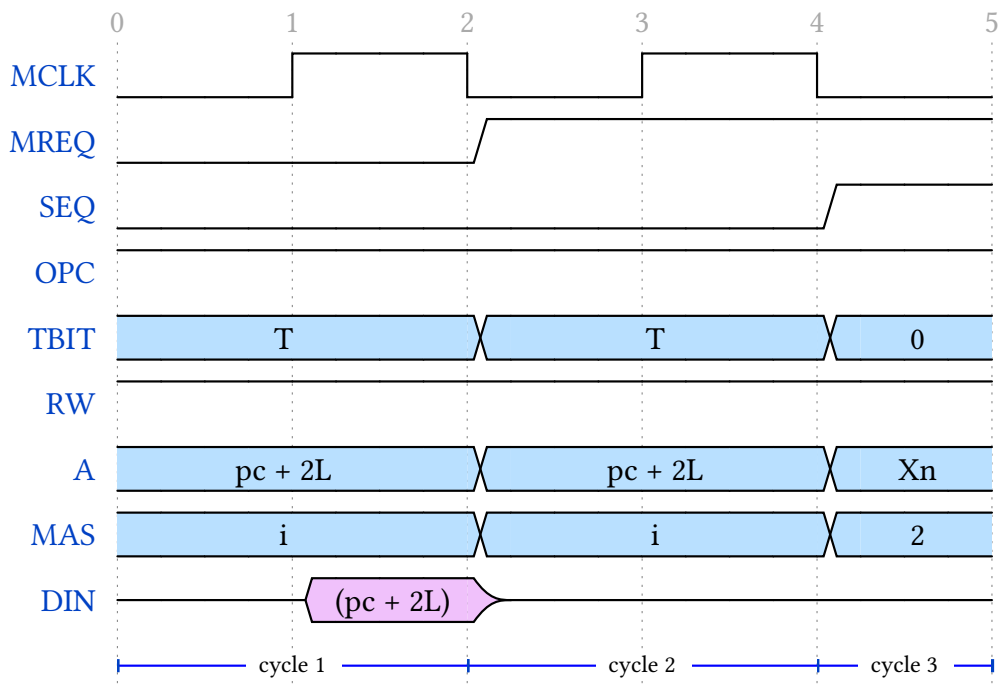 0 1 2 3 4 5
MCLK
MREQ
SEQ
OPC
TBIT T T 0
RW
A pc + 2L pc + 2L Xn
MAS i i 2
DIN (pc + 2L)
cycle 1 cycle 2 cycle 3